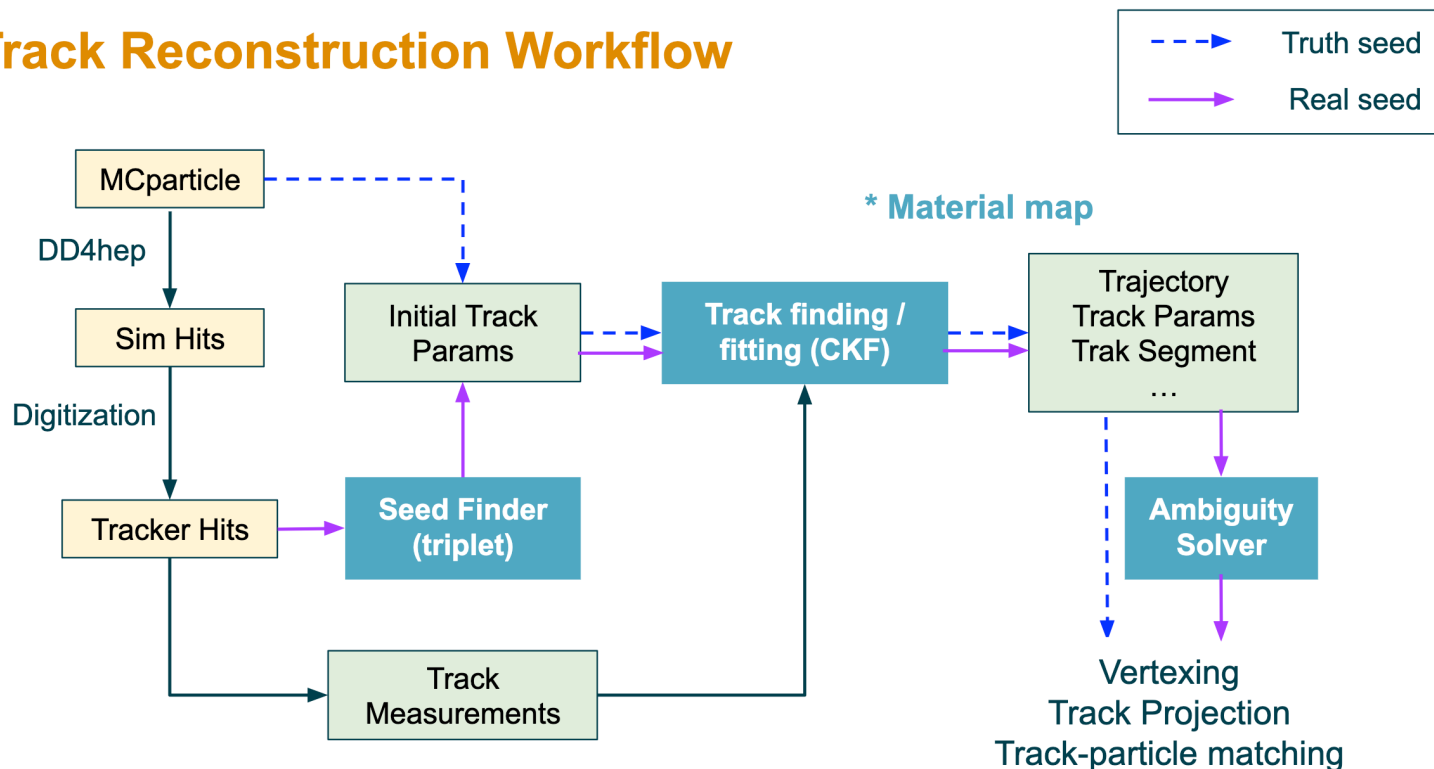 rack Reconstruction Workflow
Truth seed
Real seed
MCparticle
* Material map
DD4hep
Sim Hits
Initial Track
Params
Track finding /
fitting (CKF)
Trajectory
Track Params
Trak Segment
...
Digitization
Tracker Hits
Seed Finder
(triplet)
Ambiguity
Solver
Track
Measurements
Vertexing
Track Projection
Track-particle matching